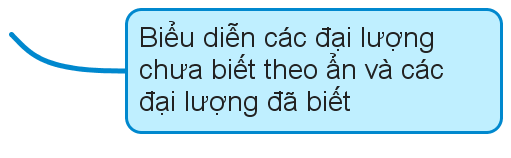 Biểu diễn các đại lượng
chưa biết theo ẩn và các
đại lượng đã biết